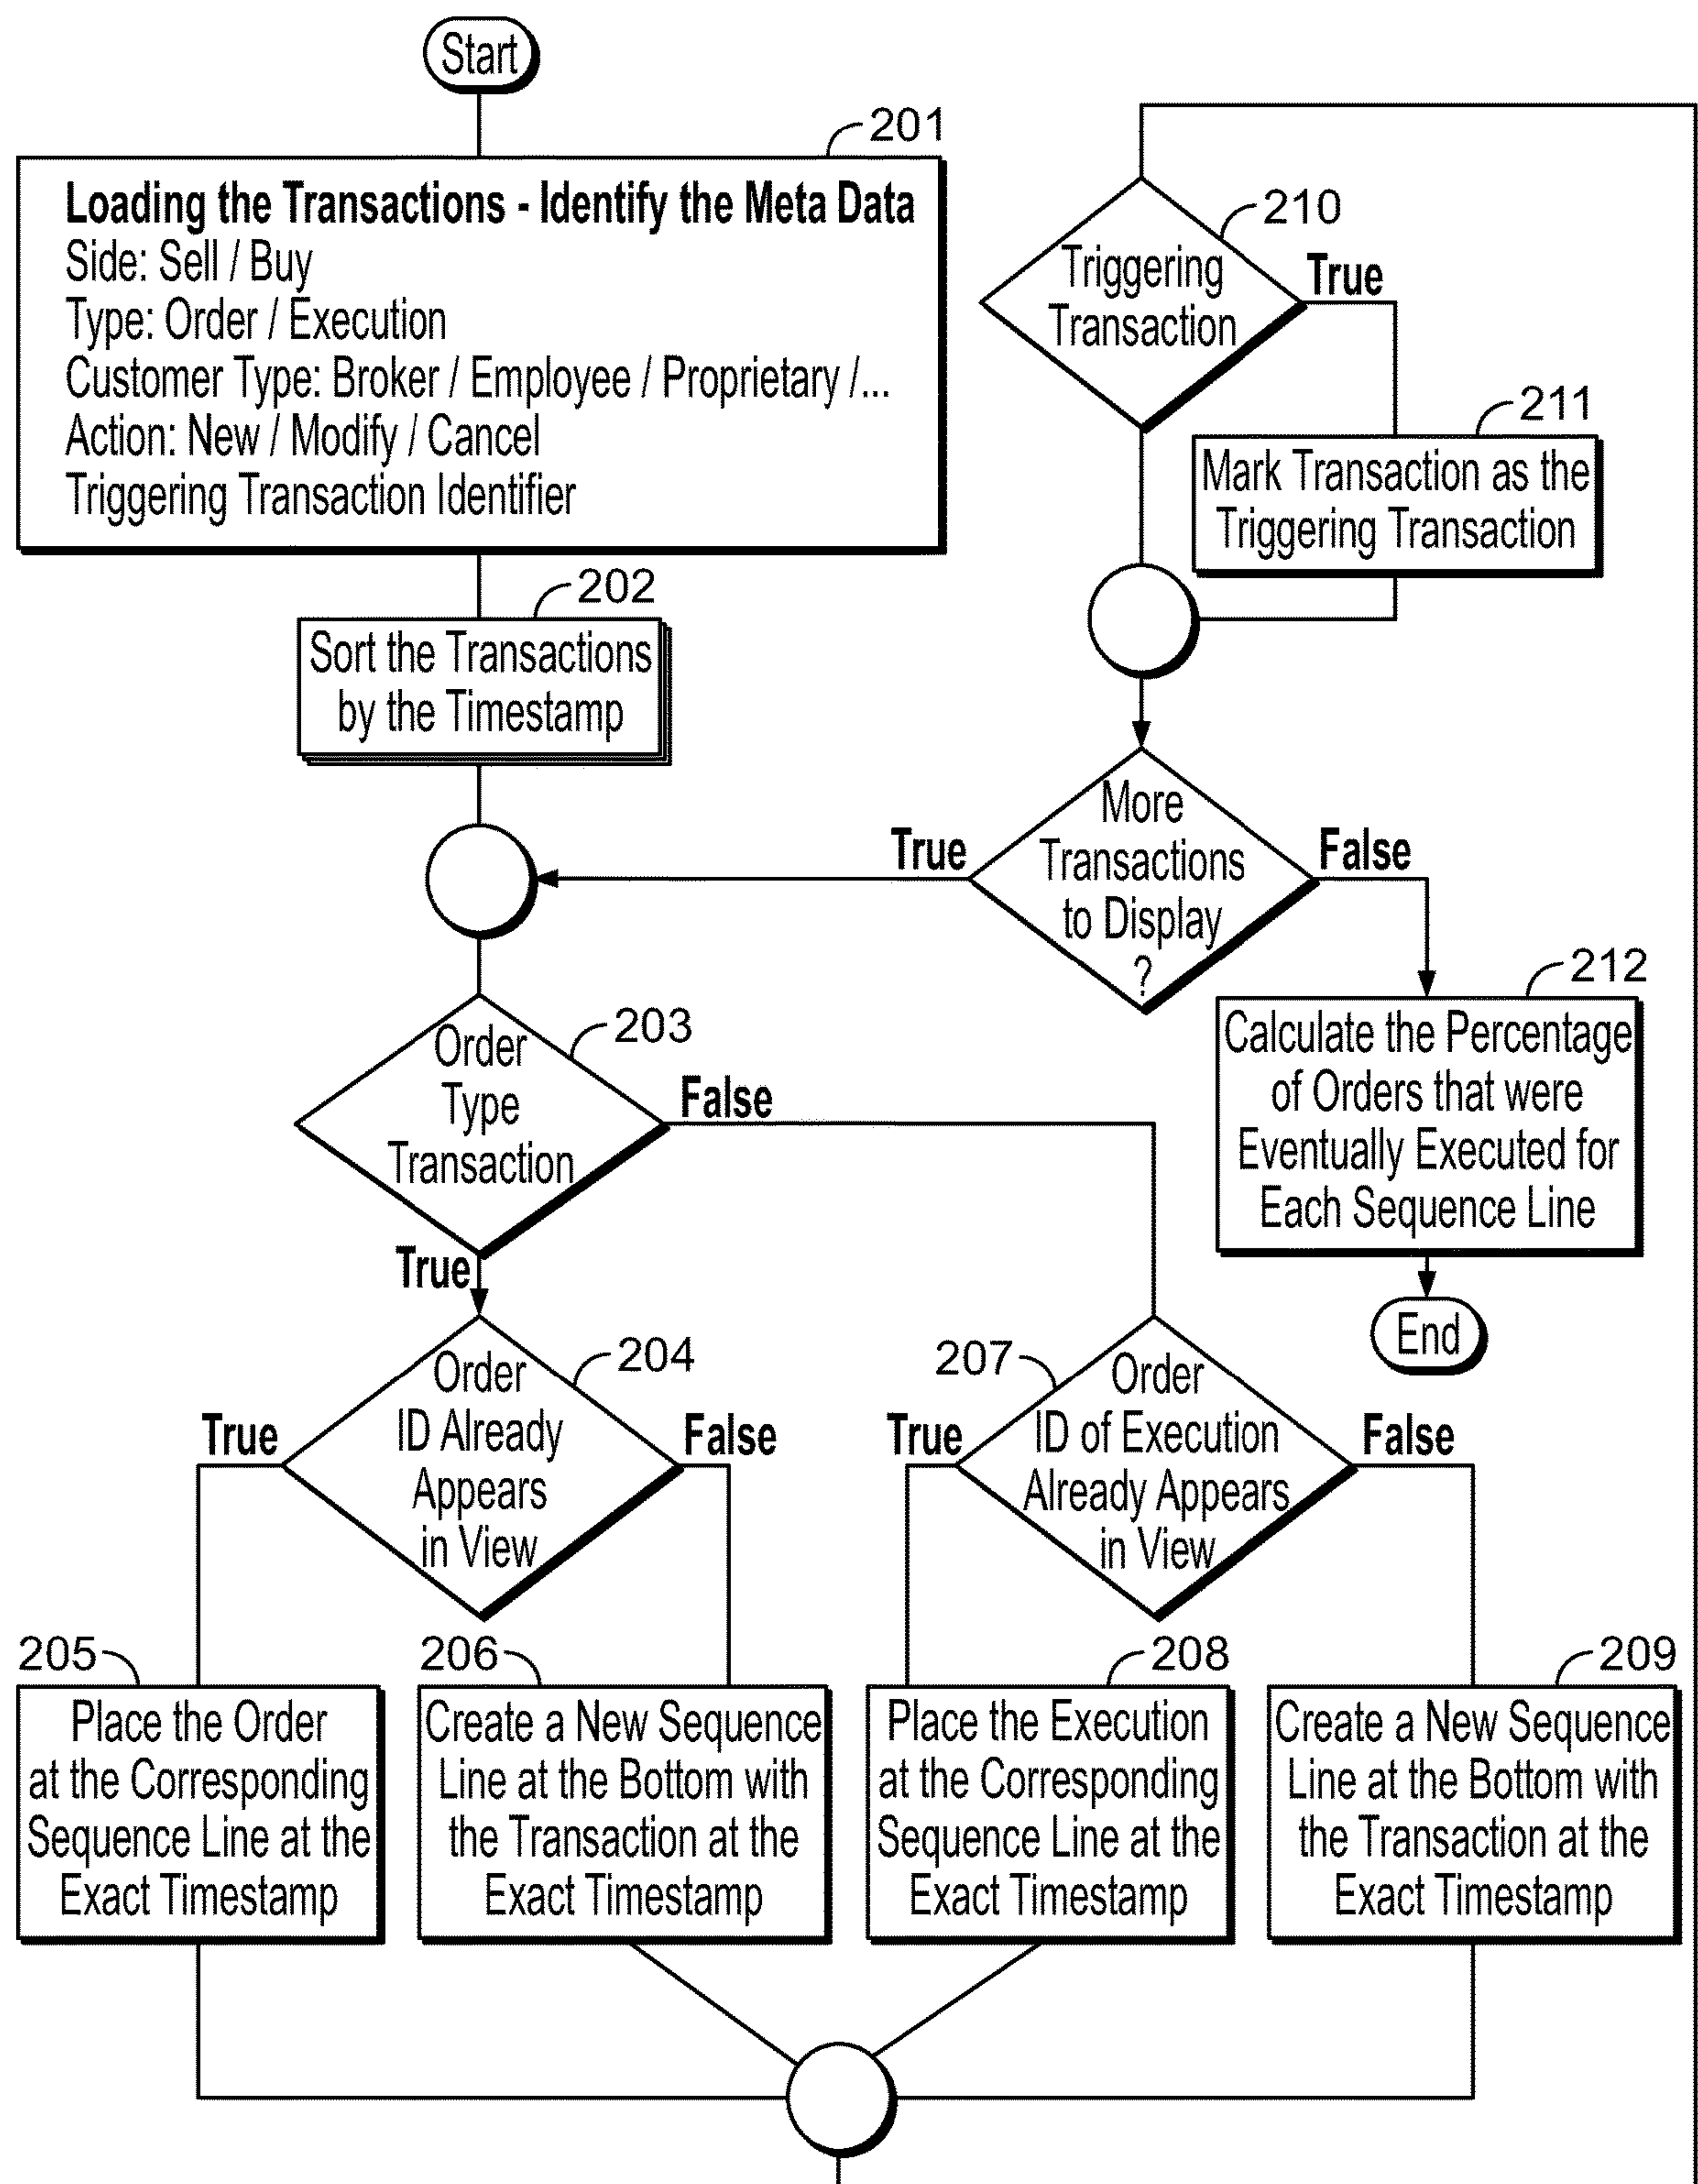 Start
201
Loading the Transactions - Identify the Meta Data
Side: Sell / Buy
Type: Order / Execution
Customer Type: Broker / Employee / Proprietary /...
Action: New / Modify / Cancel
Triggering Transaction Identifier
202
Sort the Transactions
by the Timestamp
203
Order
Type
Transaction
False
True
204
Order
ID Already
Appears
in View
True
False
205
Place the Order
at the Corresponding
Sequence Line at the
Exact Timestamp
206
Create a New Sequence
Line at the Bottom with
the Transaction at the
Exact Timestamp
207
Order
ID of Execution
Already Appears
in View
True
False
208
Place the Execution
at the Corresponding
Sequence Line at the
Exact Timestamp
209
Create a New Sequence
Line at the Bottom with
the Transaction at the
Exact Timestamp
210
Triggering
Transaction
True
211
Mark Transaction as the
Triggering Transaction
More
Transactions
to Display
?
True
False
212
Calculate the Percentage
of Orders that were
Eventually Executed for
Each Sequence Line
End